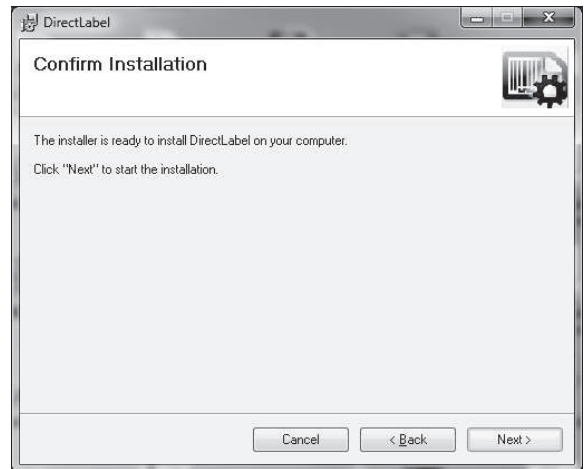 DirectLabel
Confirm Installation
The installer is ready to install DirectLabel on your computer.
Click "Next" to start the installation.
Cancel
< Back
Next >